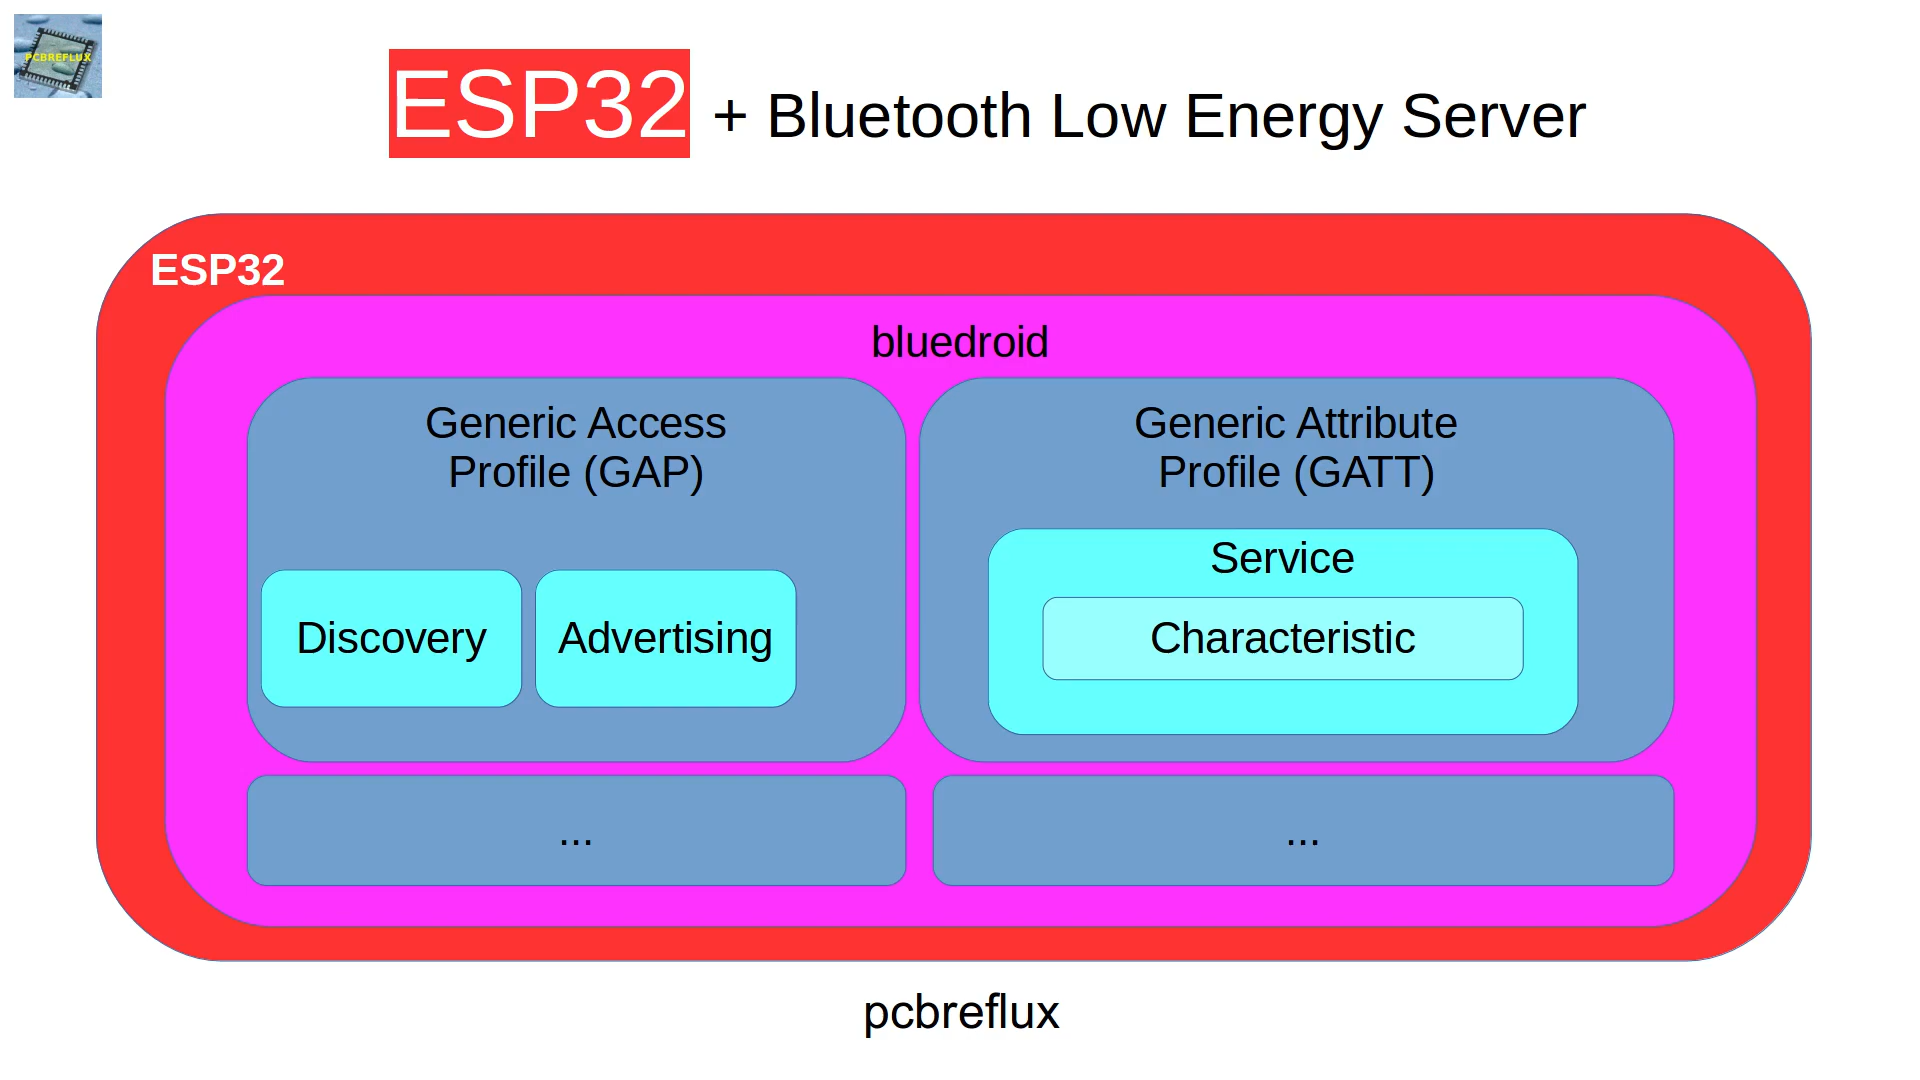 PCBREFLUX
ESP32 + Bluetooth Low Energy Server
ESP32
bluedroid
Generic Access
Profile (GAP)
Generic Attribute
Profile (GATT)
Service
Discovery
Advertising
Characteristic
...
...
pcbreflux